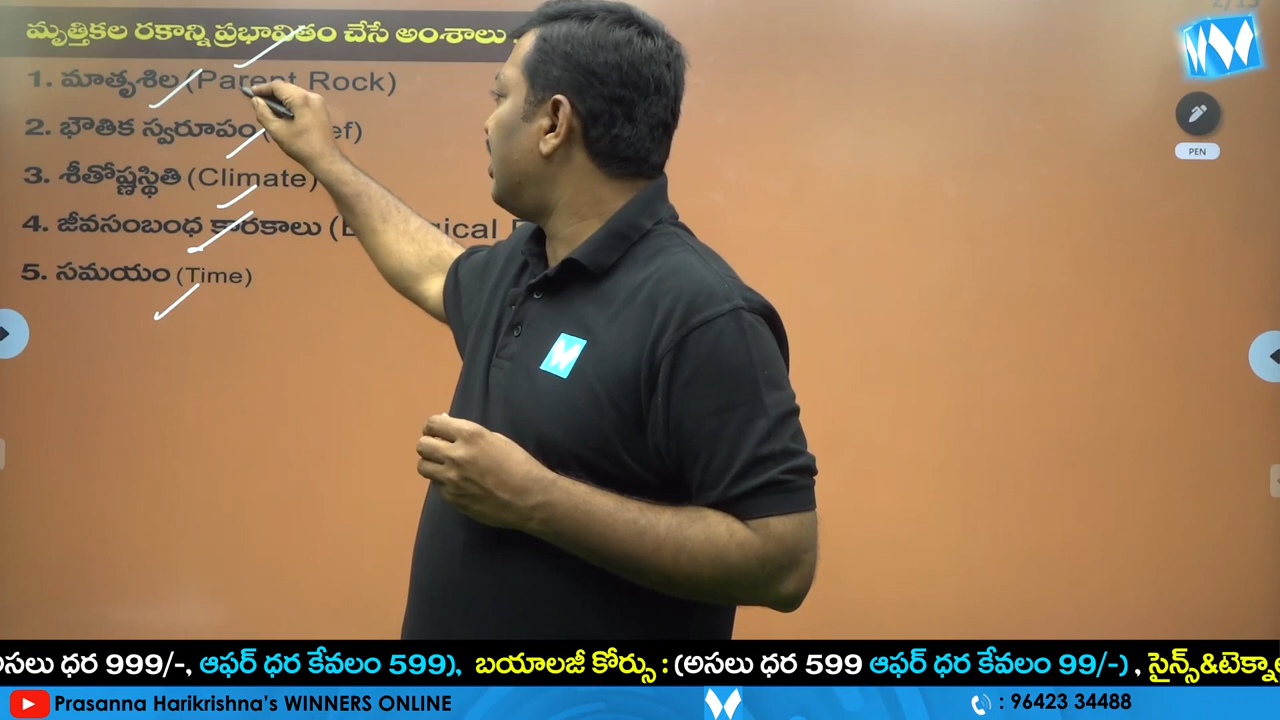 2/13
మృత్తికల రకాన్ని ప్రభావితం చేసే అంశాలు
1. మాతృశిల (Parent Rock)
PEN
2. భౌతిక స్వరూపం
3. శీతోష్ణస్థితి (Climate)
4. జీవసంబంధ కారకాలు
5. సమయం (Time)
W
ధర 999/-, ఆఫర్ ధర కేవలం 599), బయాలజీ కోర్సు : (అసలు ధర 599 ఆఫర్ ధర కేవలం 99/-) ,
Prasanna Harikrishna's WINNERS ONLINE
: 96423 34488